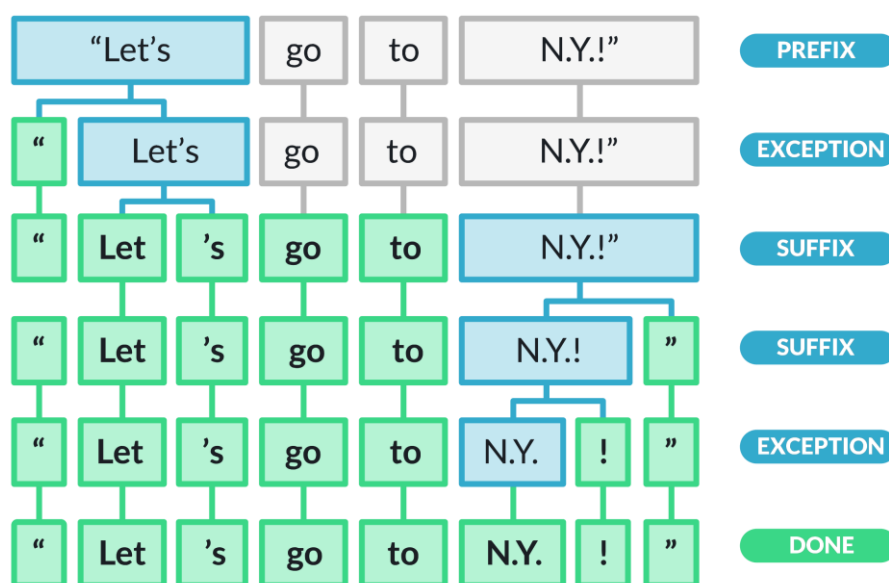 “Let’s go to N.Y.!” PREFIX
“ Let’s go to N.Y.!” EXCEPTION
“ Let ’s go to N.Y.!” SUFFIX
“ Let ’s go to N.Y.! ” SUFFIX
“ Let ’s go to N.Y. ! ” EXCEPTION
“ Let ’s go to N.Y. ! ” DONE